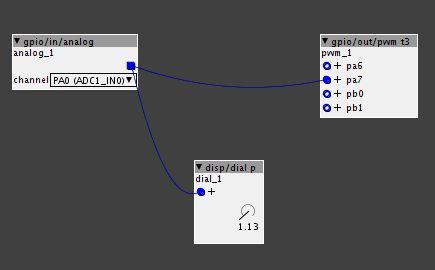 gpio/in/analog
analog_1
channel PA0 (ADC1_IN0)
gpio/out/pwm t3
pwm_1
pa6
pa7
pb0
pb1
disp/dial p
dial_1
1.13